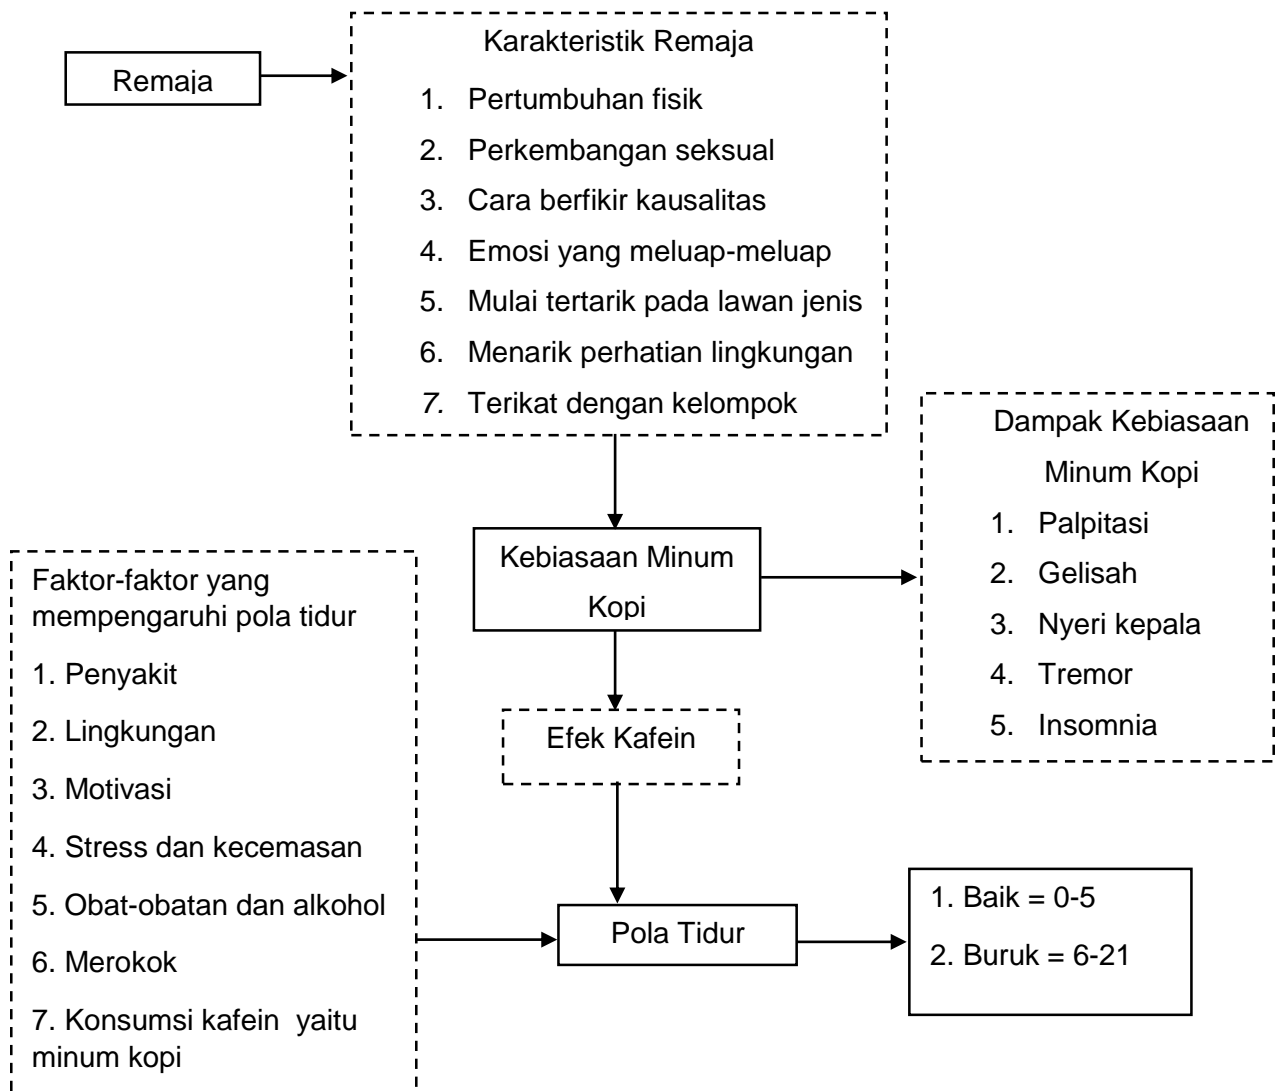 Remaja
Karakteristik Remaja
1. Pertumbuhan fisik
2. Perkembangan seksual
3. Cara berfikir kausalitas
4. Emosi yang meluap-meluap
5. Mulai tertarik pada lawan jenis
6. Menarik perhatian lingkungan
7. Terikat dengan kelompok
Dampak Kebiasaan
Minum Kopi
1. Palpitasi
2. Gelisah
3. Nyeri kepala
4. Tremor
5. Insomnia
Kebiasaan Minum
Kopi
Faktor-faktor yang
mempengaruhi pola tidur
1. Penyakit
2. Lingkungan
3. Motivasi
4. Stress dan kecemasan
5. Obat-obatan dan alkohol
6. Merokok
7. Konsumsi kafein yaitu
minum kopi
Efek Kafein
Pola Tidur
1. Baik = 0-5
2. Buruk = 6-21